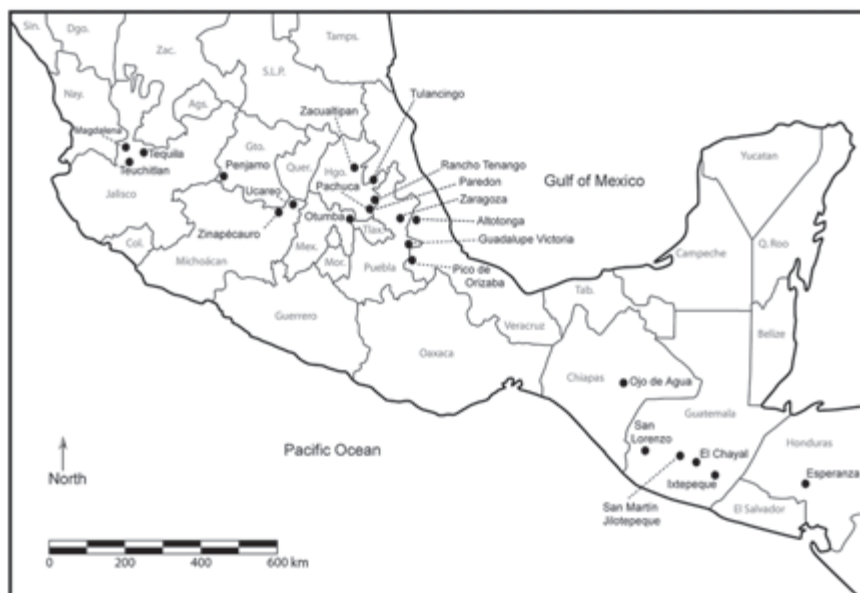 Sin.
Dgo.
Zac.
Tamps.
S.L.P.
Nay.
Ags.
Zacualtipan
Tulancingo
Magdalena
Tequila
Teuchitlan
Gto.
Penjamo
Quer.
Hgo.
Rancho Tenango
Pachuca
Paredon
Zaragoza
Jalisco
Ucareo
Otumba
Tlax.
Altotonga
Zinapécauro
Guadalupe Victoria
Col.
Mex.
Mor.
Michoácan
Puebla
Pico de
Orizaba
Gulf of Mexico
Yucatan
Campeche
Q. Roo
Tab.
Guerrero
Veracruz
Oaxaca
Belize
Chiapas
Ojo de Agua
Guatemala
San
Lorenzo
El Chayal
Honduras
Ixtepeque
Esperanza
San Martin
Jilotepeque
El Salvador
Pacific Ocean
North
0 200 400 600 km